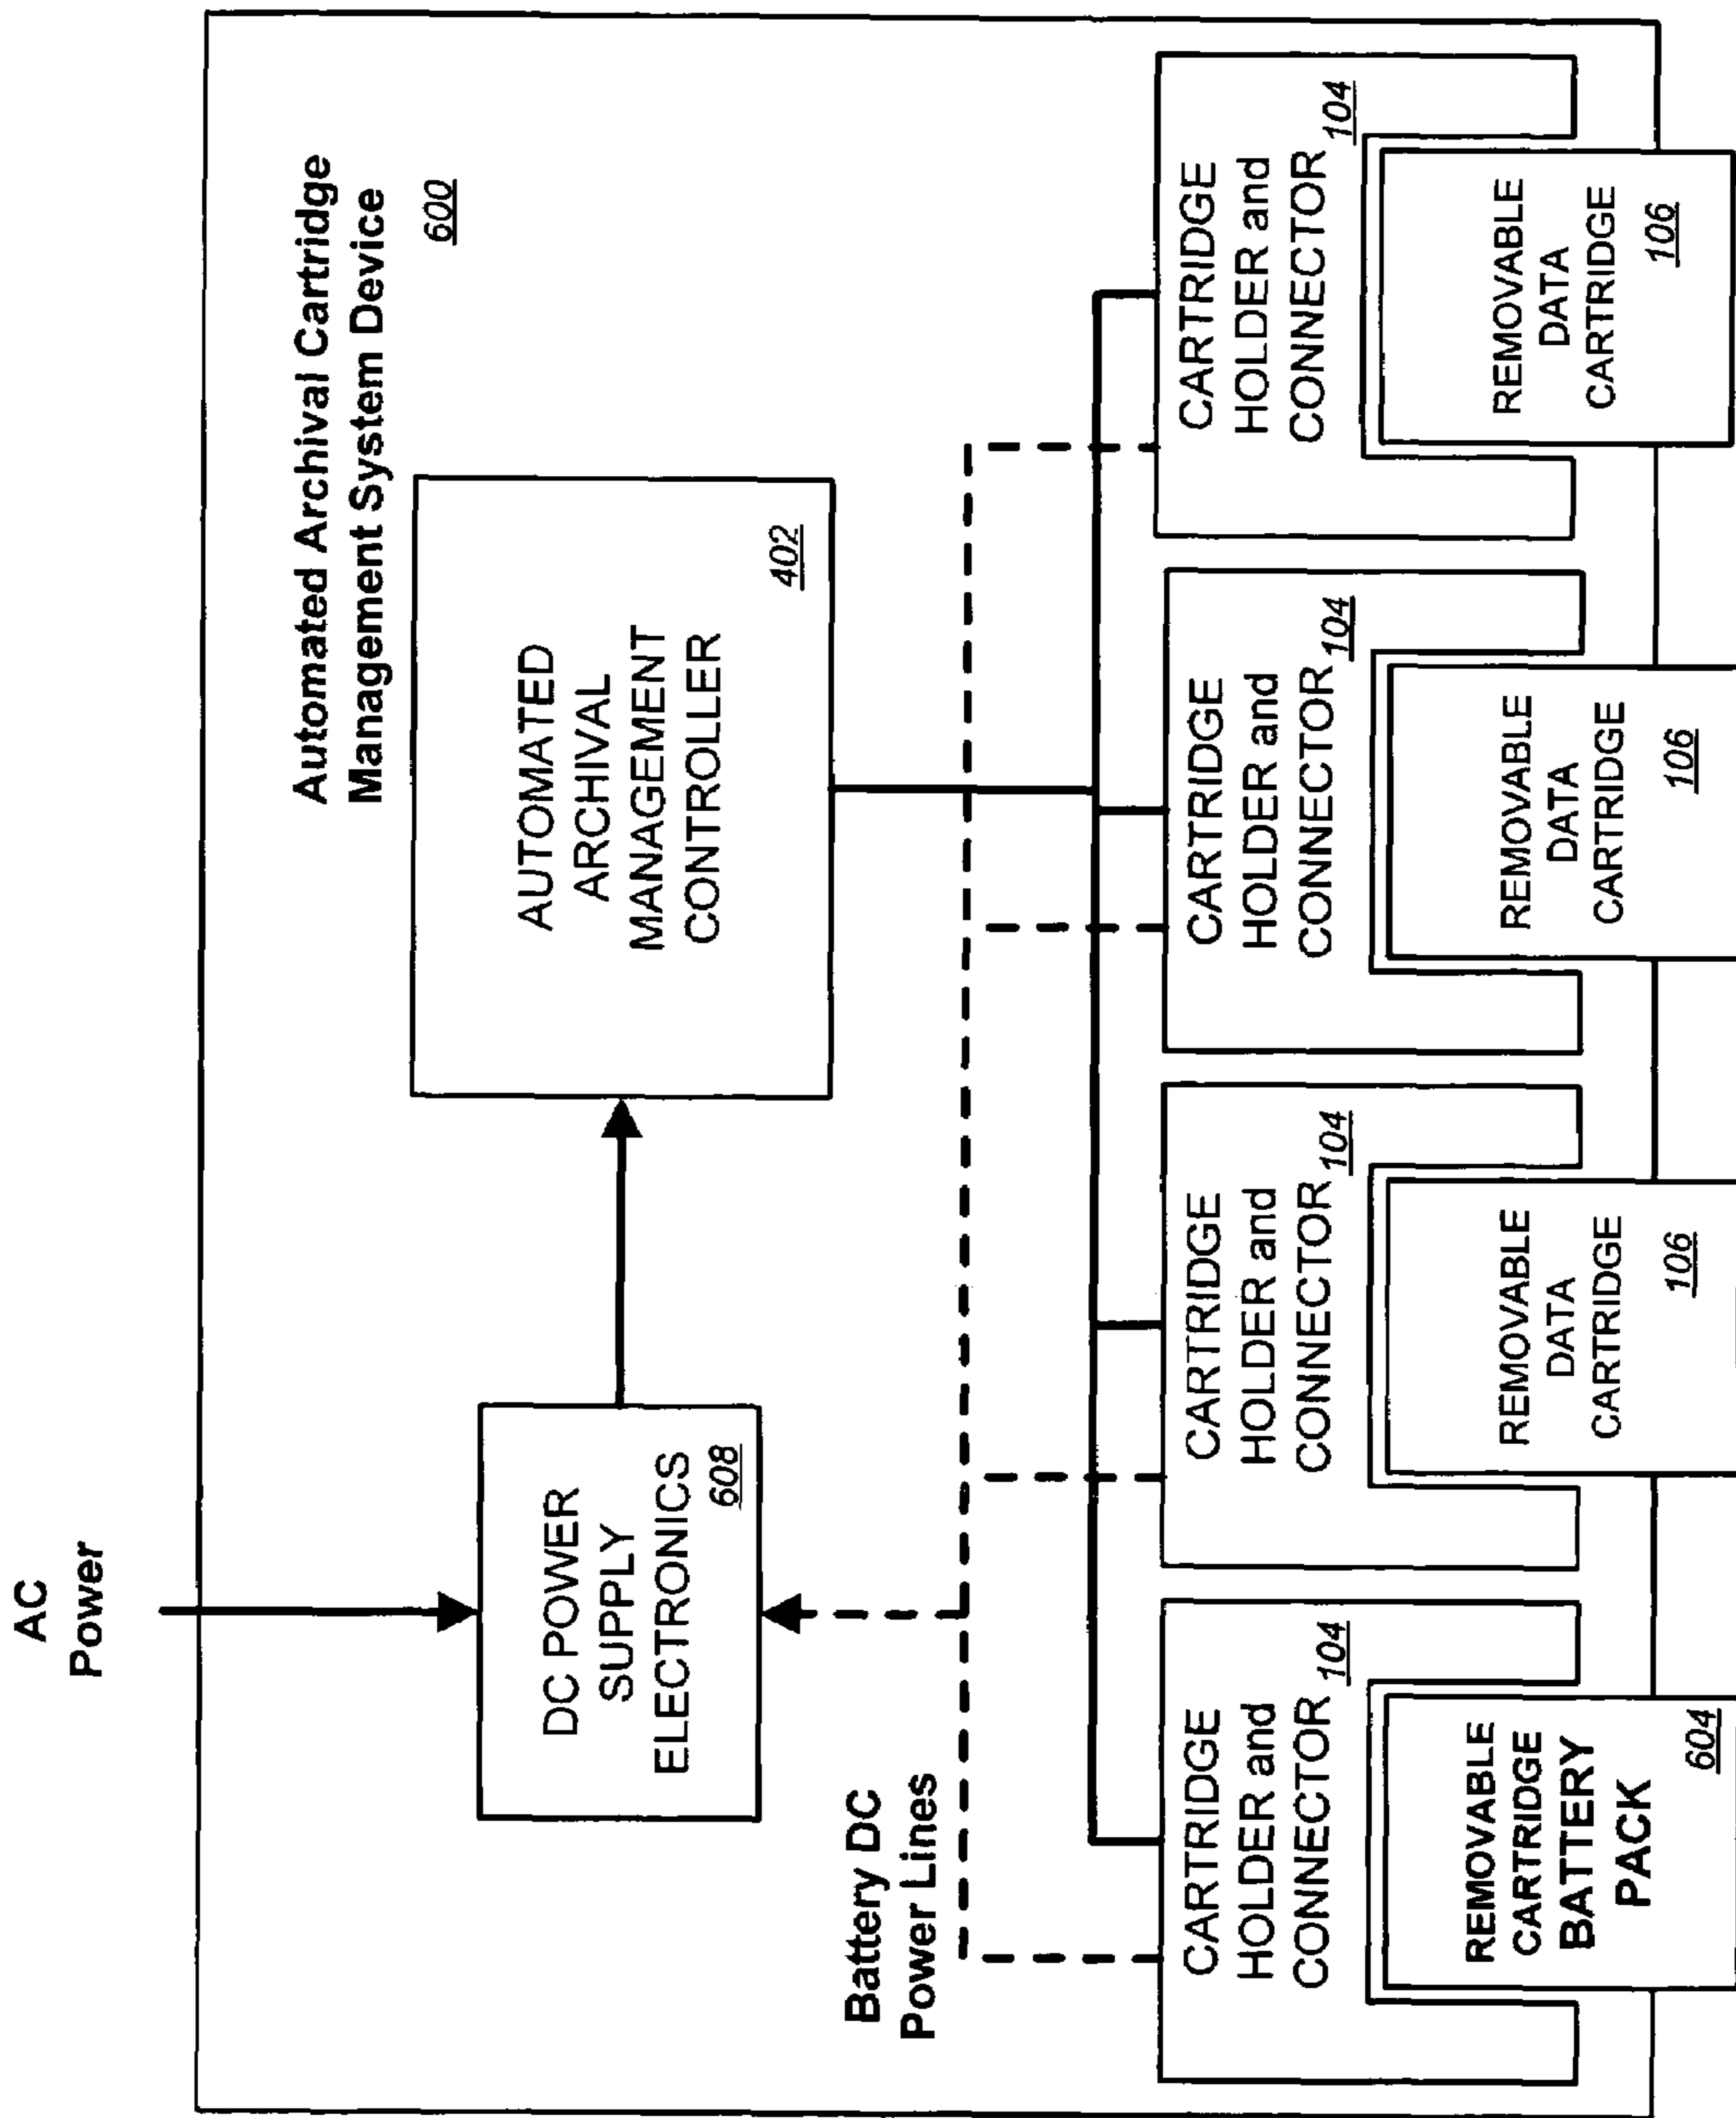 AC
Power
Automated Archival Cartridge
Management System Device
600
DC POWER
SUPPLY
ELECTRONICS
608
AUTOMATED
ARCHIVAL
MANAGEMENT
CONTROLLER
402
Battery DC
Power Lines
CARTRIDGE
HOLDER and
CONNECTOR
104
REMOVABLE
CARTRIDGE
BATTERY
PACK
604
CARTRIDGE
HOLDER and
CONNECTOR
104
REMOVABLE
DATA
CARTRIDGE
106
CARTRIDGE
HOLDER and
CONNECTOR
104
REMOVABLE
DATA
CARTRIDGE
106
CARTRIDGE
HOLDER and
CONNECTOR
104
REMOVABLE
DATA
CARTRIDGE
106